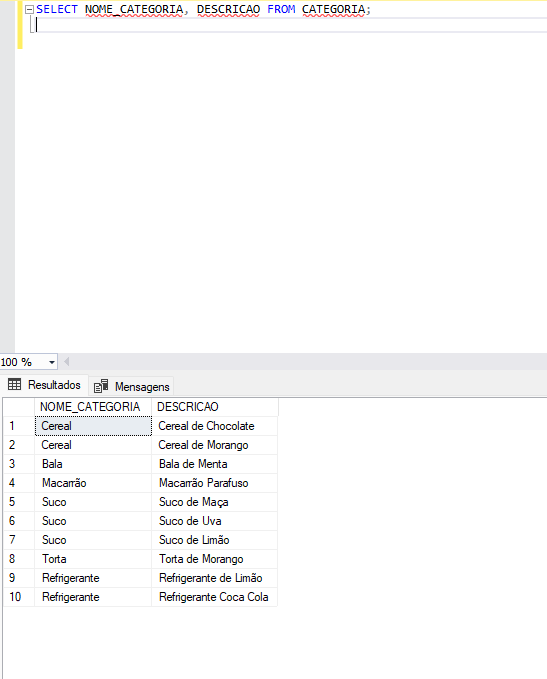 SELECT NOME_CATEGORIA, DESCRICAO FROM CATEGORIA;
100 %
Resultados Mensagens
NOME_CATEGORIA DESCRICAO
1 Cereal Cereal de Chocolate
2 Cereal Cereal de Morango
3 Bala Bala de Menta
4 Macarrão Macarrão Parafuso
5 Suco Suco de Maça
6 Suco Suco de Uva
7 Suco Suco de Limão
8 Torta Torta de Morango
9 Refrigerante Refrigerante de Limão
10 Refrigerante Refrigerante Coca Cola